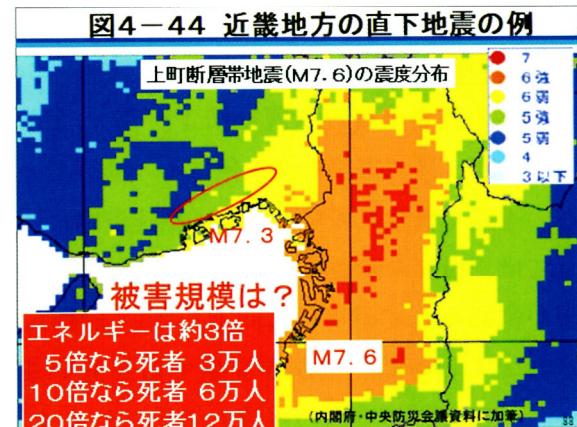 図4－44 近畿地方の直下地震の例
上町断層帯地震(M7.6)の震度分布
7
6強
6弱
5強
5弱
4
3以下
M7.3
被害規模は？
エネルギーは約3倍
5倍なら死者 3万人
10倍なら死者 6万人
20倍なら死者12万人
M7.6
(内閣府・中央防災会議資料に加筆)
33